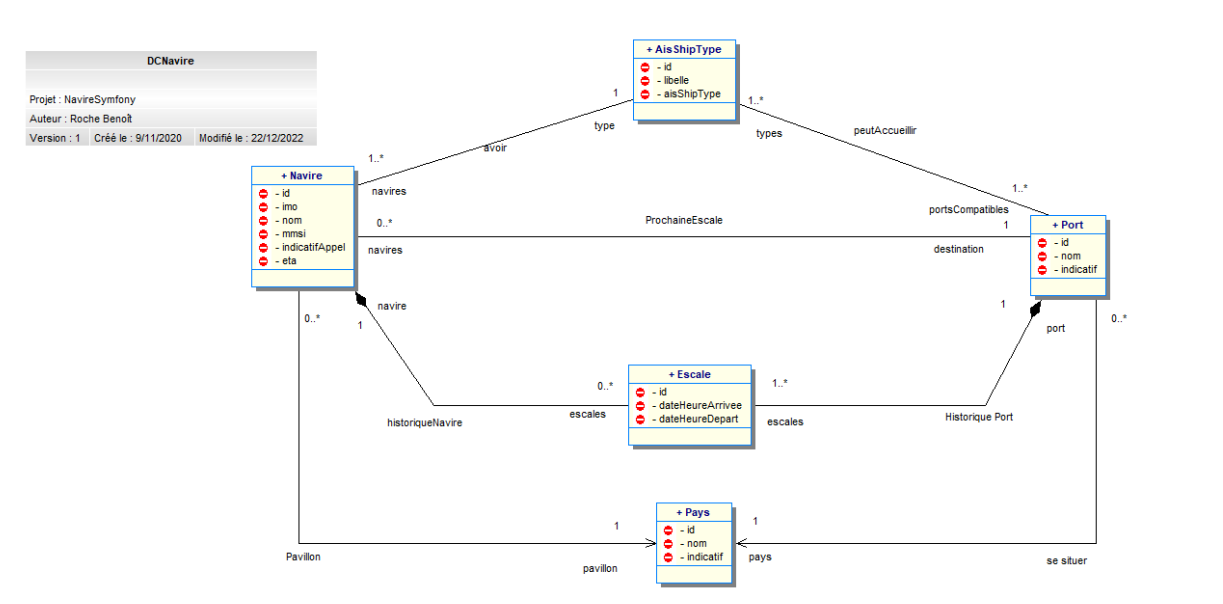 DCNavire
Projet : NavireSymfony
Auteur : Roche Benoît
Version : 1 Créé le : 9/11/2020 Modifié le : 22/12/2022
+ AisShipType
- id
- libelle
- aisShipType
1
type
avoir
1..*
navires
1..*
types
peutAccueillir
1..*
portsCompatibles
+ Navire
- id
- imo
- nom
- mmsi
- indicatifAppel
- eta
0..*
navires
ProchaineEscale
1
destination
+ Port
- id
- nom
- indicatif
navire
1
0..*
1
port
0..*
+ Escale
- id
- dateHeureArrivee
- dateHeureDepart
0..*
escales
historiqueNavire
1..*
escales
Historique Port
+ Pays
- id
- nom
- indicatif
1
pavillon
Pavillon
1
pays
se situer